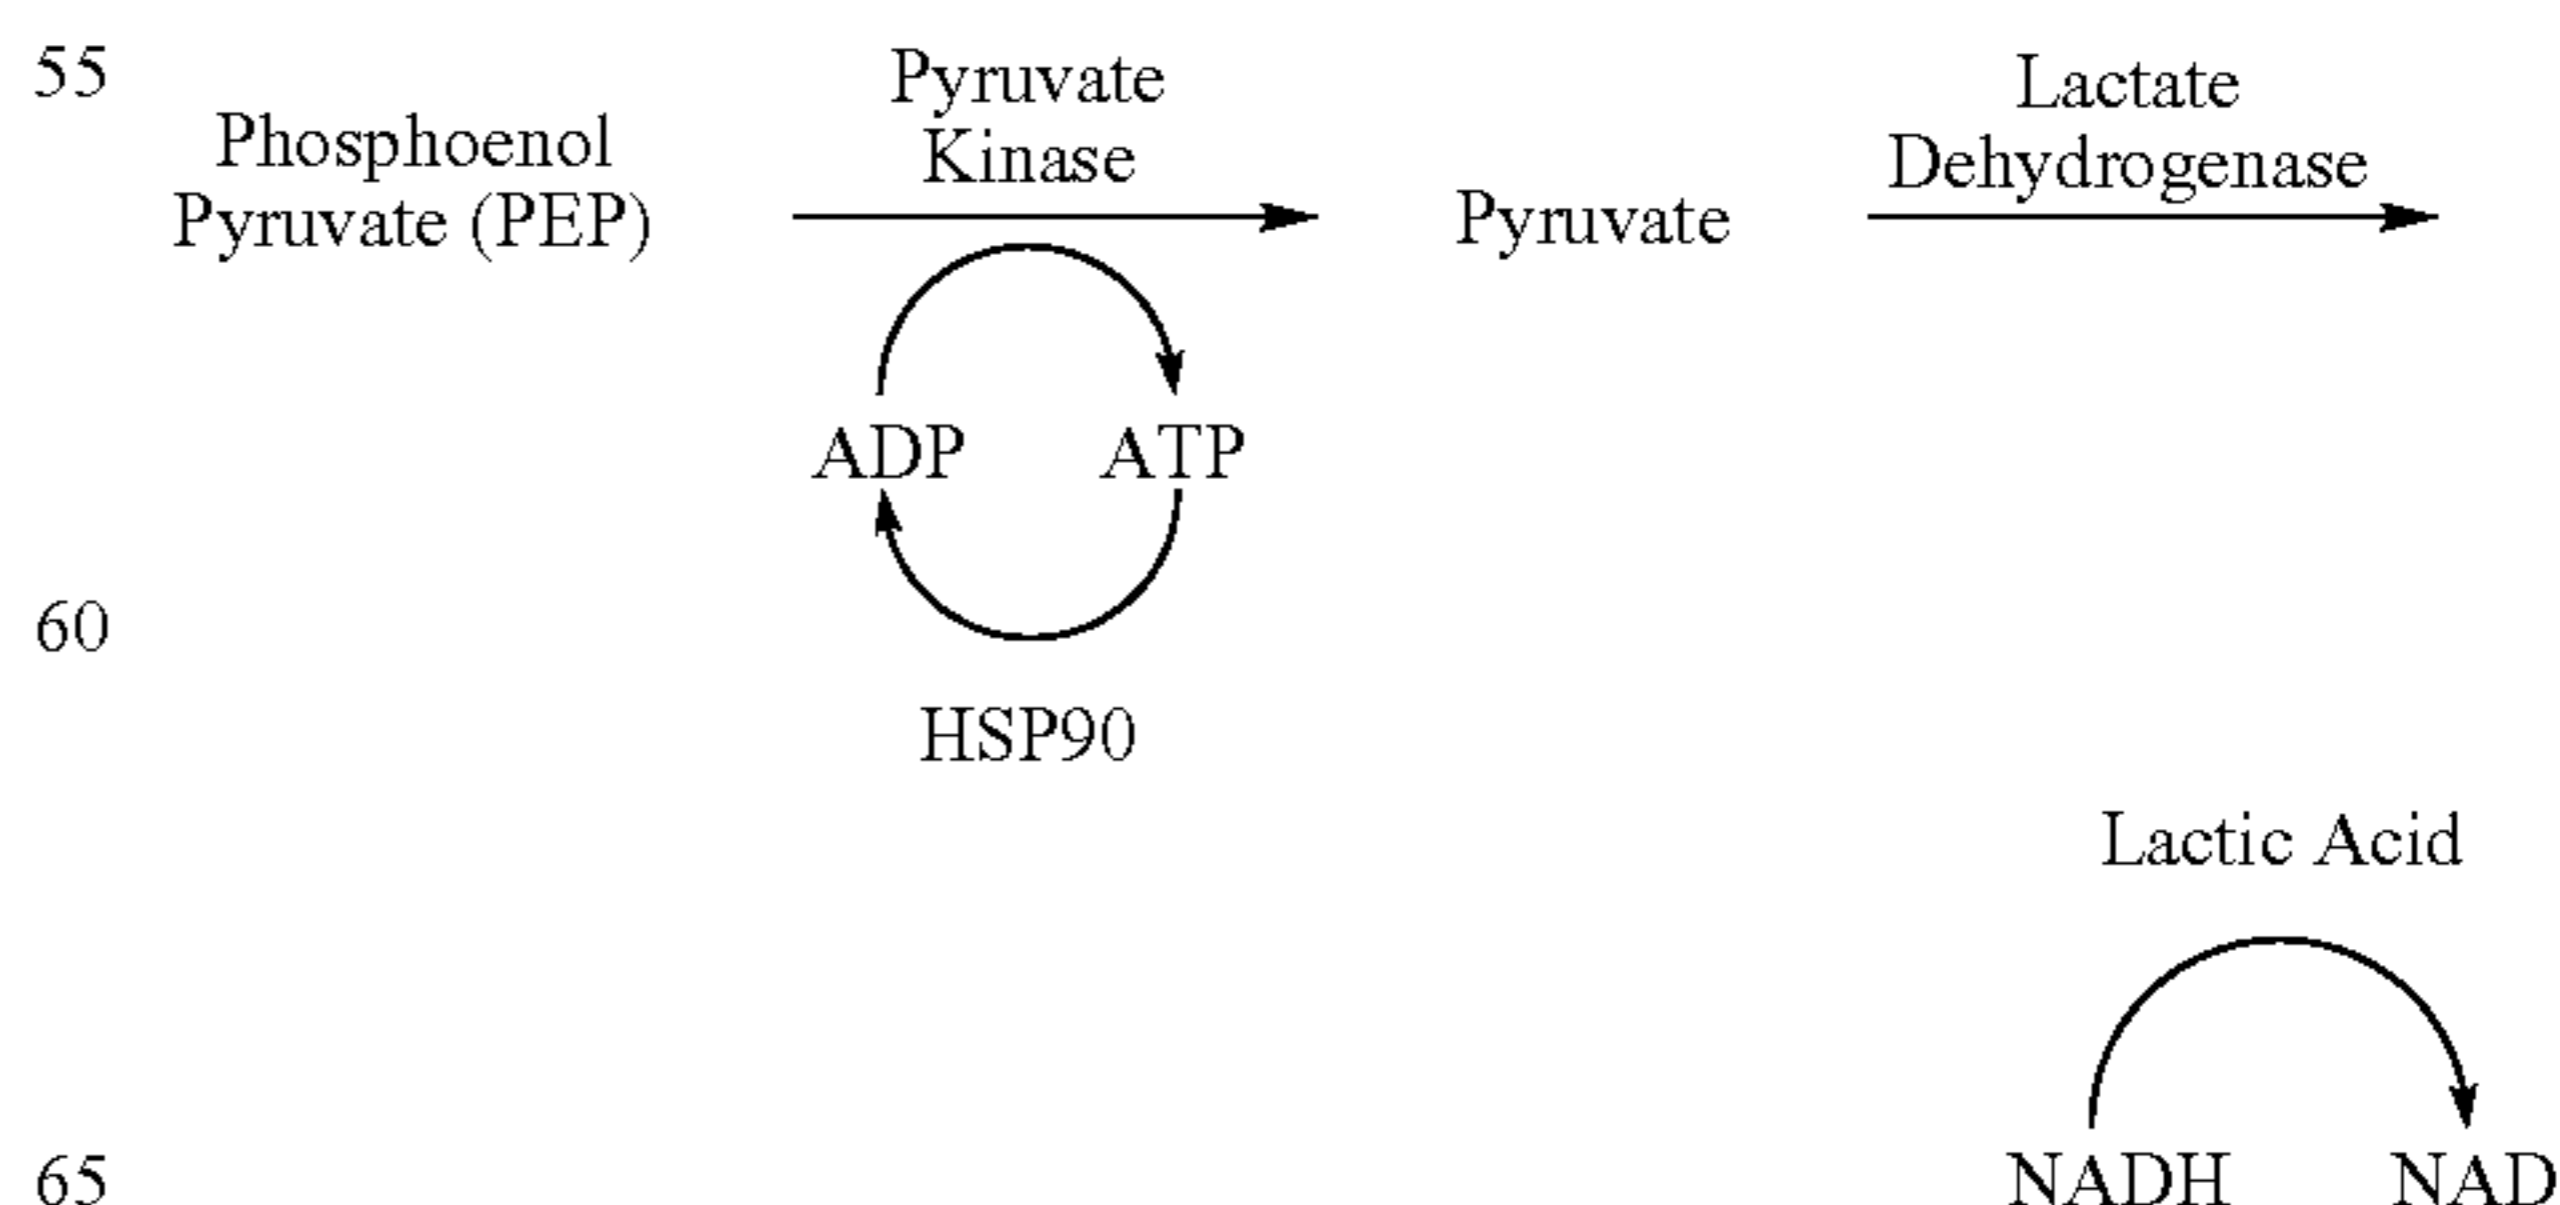 55
Phosphoenol
Pyruvate (PEP)
Pyruvate
Kinase
Pyruvate
Lactate
Dehydrogenase
ADP ATP
60
HSP90
Lactic Acid
65
NADH NAD